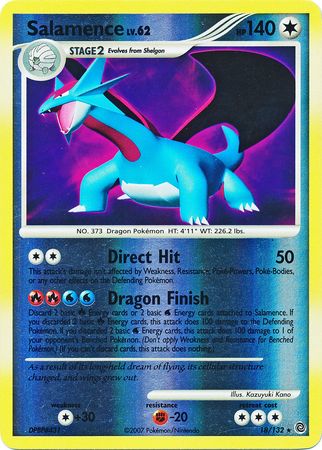 Salamence LV.62 HP 140
STAGE2 Evolves from Shelgon
NO. 373 Dragon Pokémon HT: 4'11" WT: 226.2 lbs.
Direct Hit 50
This attack's damage isn't affected by Weakness, Resistance, Poké-Powers, Poké-Bodies,
or any other effects on the Defending Pokémon.
Dragon Finish
Discard 2 basic Energy cards or 2 basic Energy cards attached to Salamence. If
you discarded 2 basic Energy cards, this attack does 100 damage to the Defending
Pokémon. If you discarded 2 basic Energy cards, this attack does 100 damage to 1 of
your opponent's Benched Pokémon. (Don't apply Weakness and Resistance for Benched
Pokémon.) (If you can't discard cards, this attack does nothing.)
As a result of its long-held dream of flying, its cellular structure
changed, and wings grew out.
Illus. Kazuyuki Kano
weakness resistance retreat cost
+30 -20
DPBP#431 ©2007 Pokémon/Nintendo 18/132